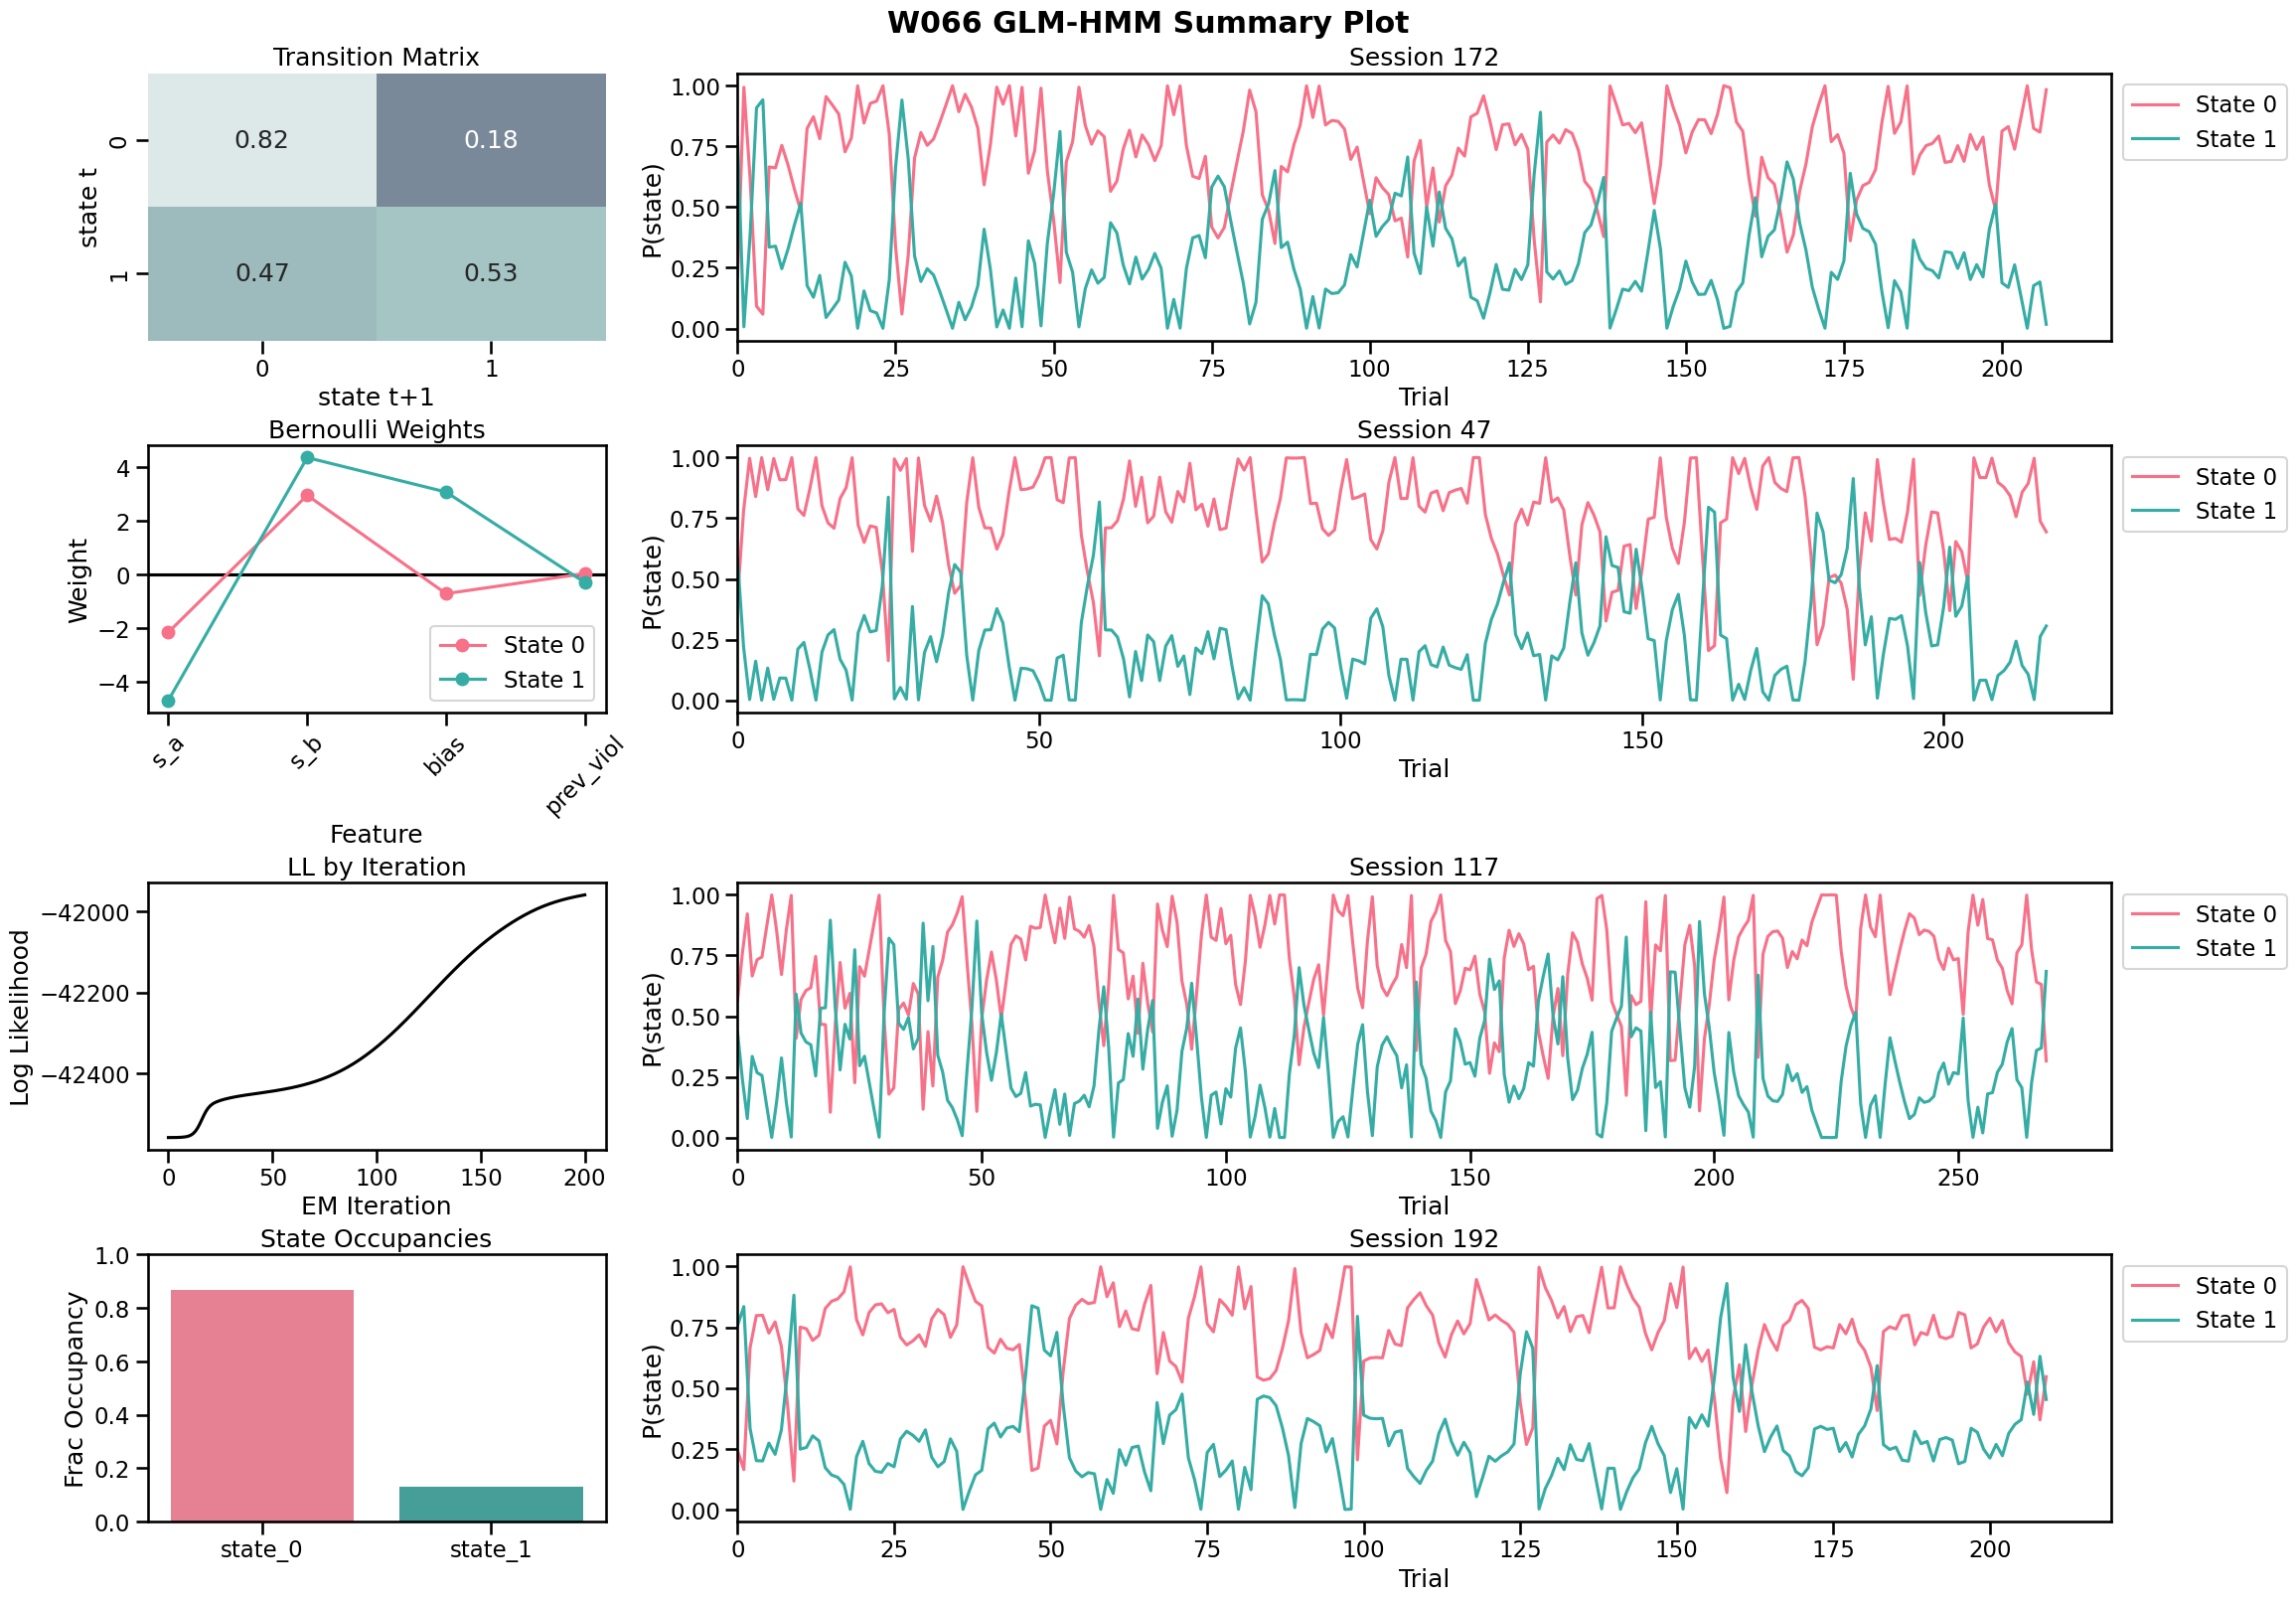 W066 GLM-HMM Summary Plot
Transition Matrix
0.82
0.18
0.47
0.53
0
1
state t
0
1
state t+1
Session 172
1.00
0.75
0.50
0.25
0.00
P(state)
0
25
50
75
100
125
150
175
200
Trial
State 0
State 1
Bernoulli Weights
4
2
0
−2
−4
Weight
State 0
State 1
s_a
s_b
bias
prev_viol
Feature
Session 47
1.00
0.75
0.50
0.25
0.00
P(state)
0
50
100
150
200
Trial
State 0
State 1
LL by Iteration
−42000
−42200
−42400
Log Likelihood
0
50
100
150
200
EM Iteration
Session 117
1.00
0.75
0.50
0.25
0.00
P(state)
0
50
100
150
200
250
Trial
State 0
State 1
State Occupancies
1.0
0.8
0.6
0.4
0.2
0.0
Frac Occupancy
state_0
state_1
Session 192
1.00
0.75
0.50
0.25
0.00
P(state)
0
25
50
75
100
125
150
175
200
Trial
State 0
State 1